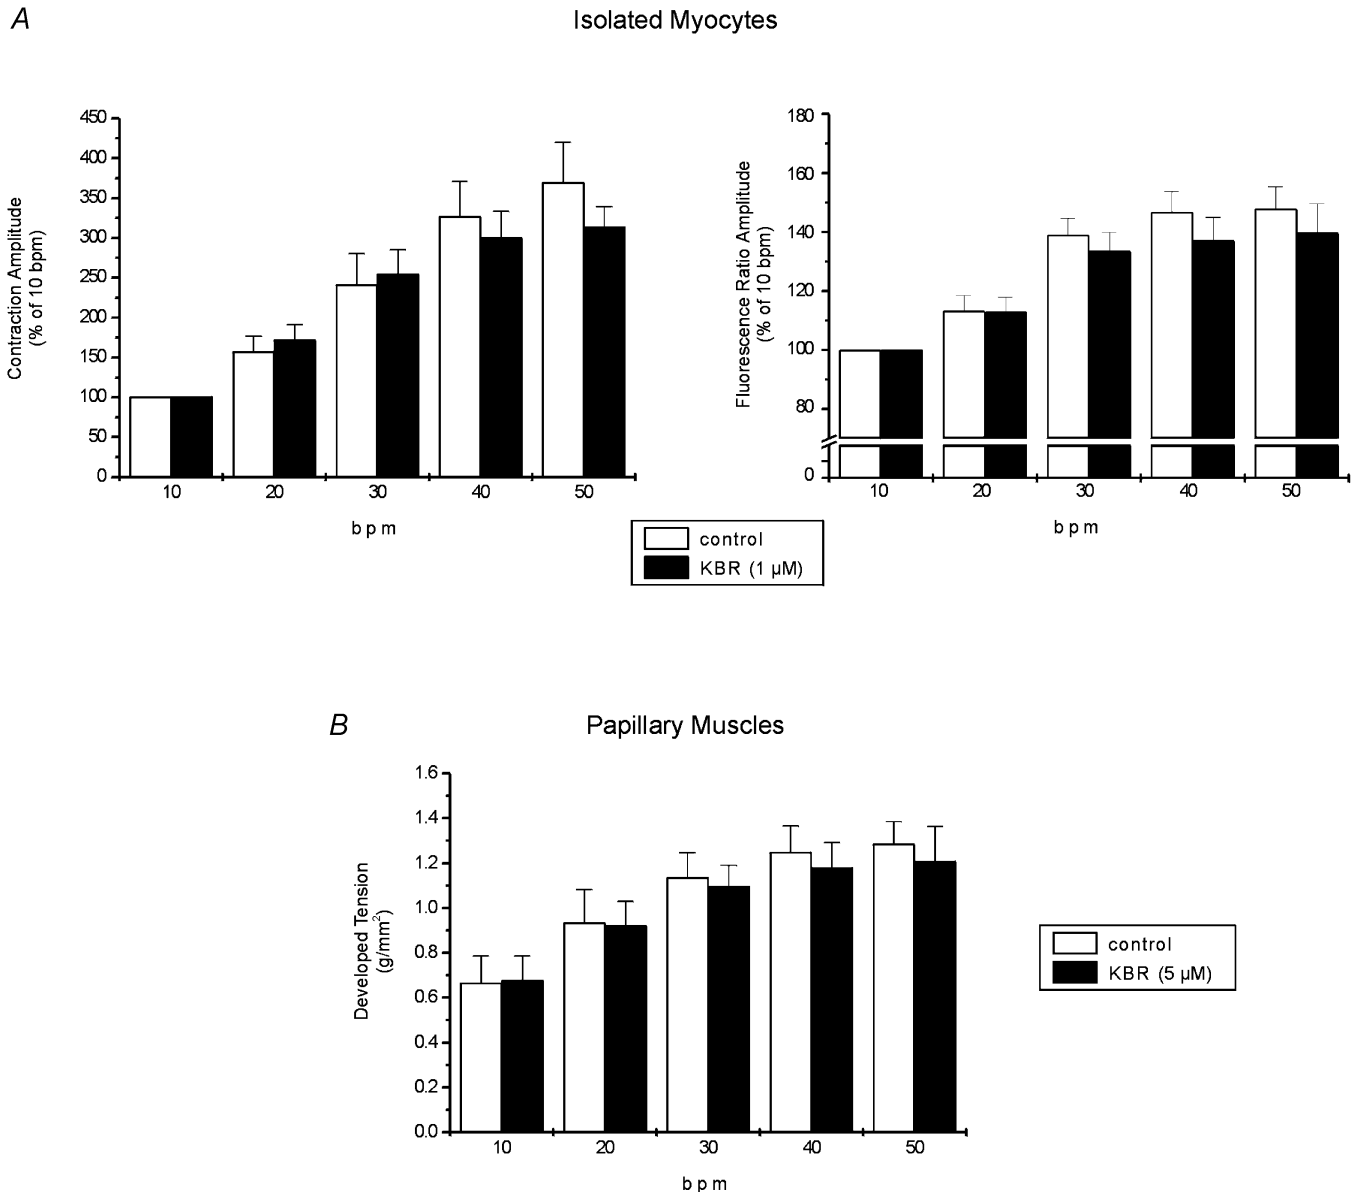 A
Isolated Myocytes
Contraction Amplitude
(% of 10 bpm)
450
400
350
300
250
200
150
100
50
0
10 20 30 40 50
b p m
Fluorescence Ratio Amplitude
(% of 10 bpm)
180
160
140
120
100
80
0
10 20 30 40 50
b p m
control
KBR (1 µM)
B
Papillary Muscles
Developed Tension
(g/mm²)
1.6
1.4
1.2
1.0
0.8
0.6
0.4
0.2
0.0
10 20 30 40 50
b p m
control
KBR (5 µM)